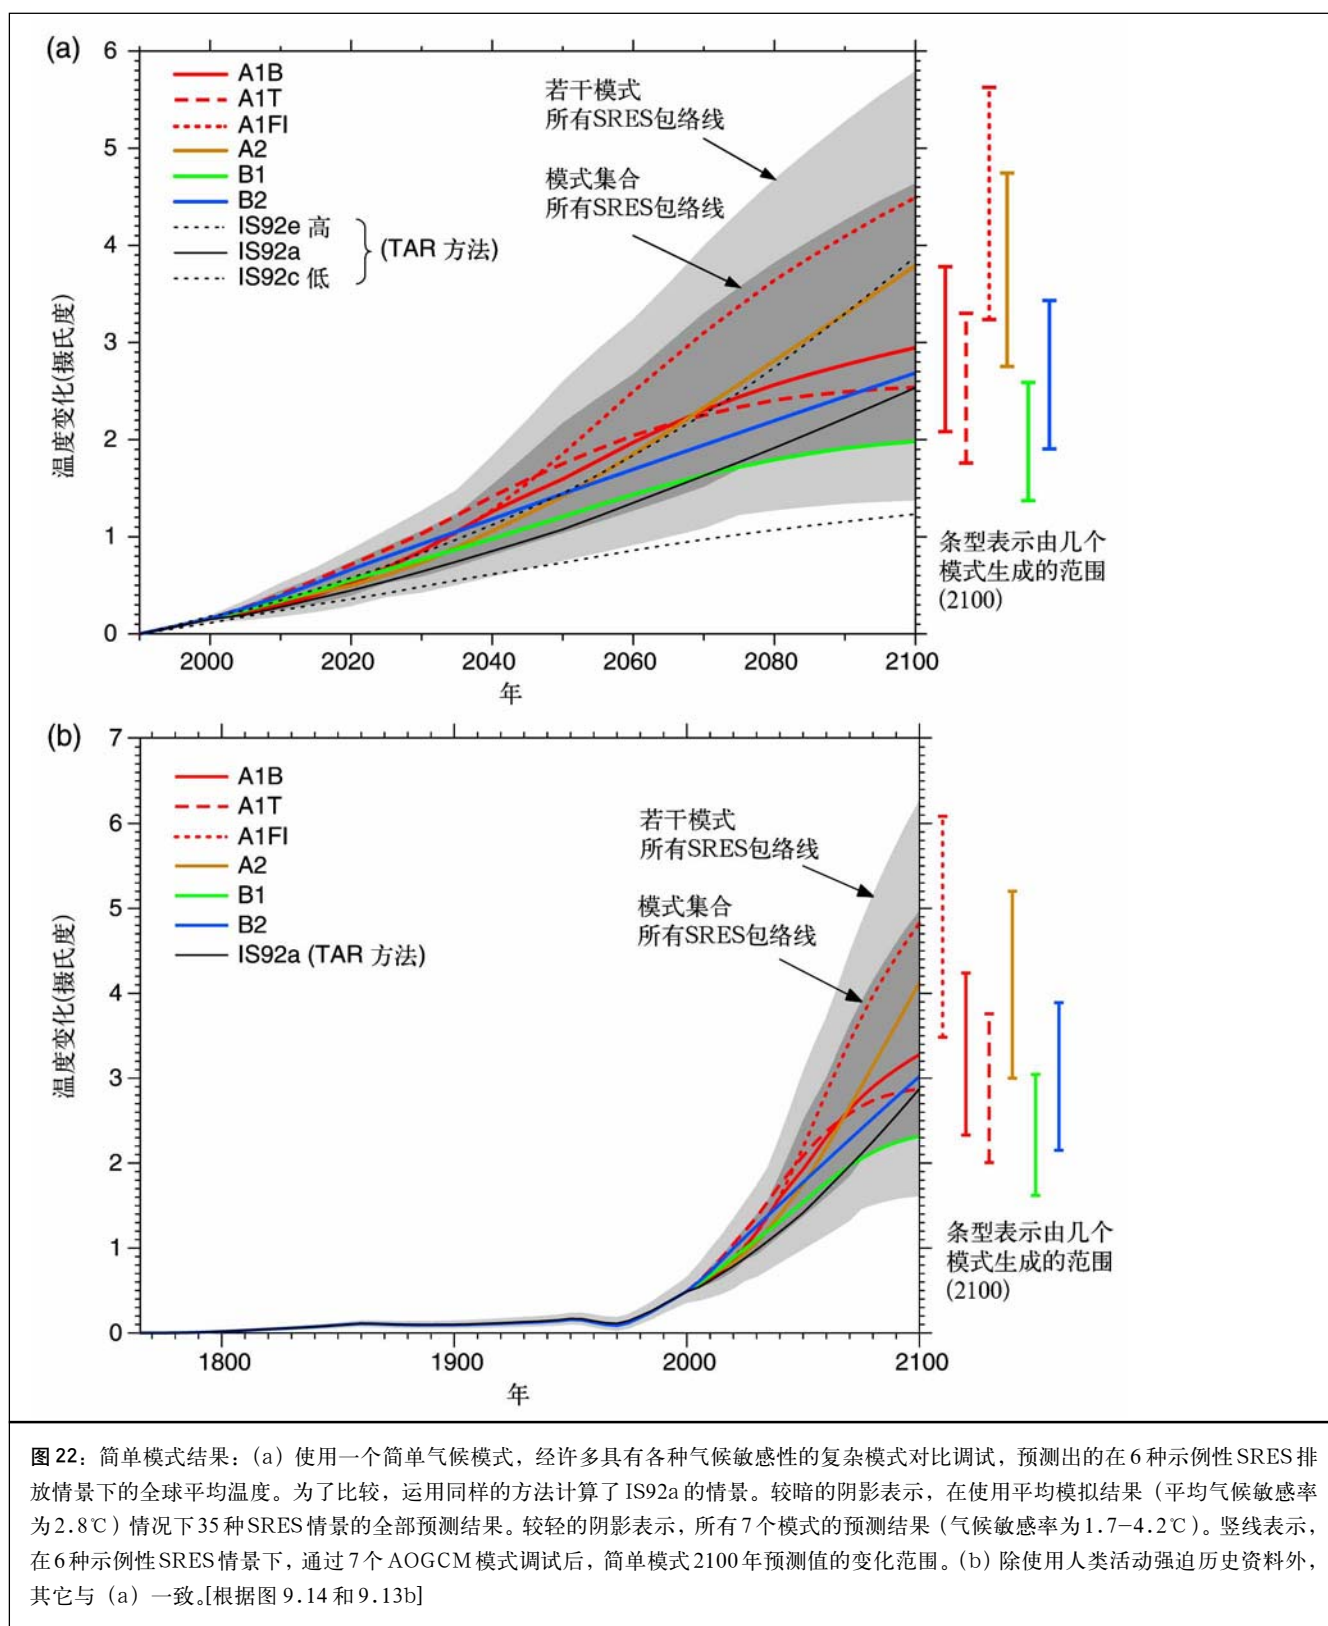 (a)
6
5
4
3
2
1
0
温度变化(摄氏度)
A1B
A1T
A1FI
A2
B1
B2
IS92e 高
IS92a
IS92c 低
(TAR 方法)
若干模式
所有SRES包络线
模式集合
所有SRES包络线
2000
2020
2040
2060
2080
2100
年
条型表示由几个
模式生成的范围
(2100)
(b)
7
6
5
4
3
2
1
0
温度变化(摄氏度)
A1B
A1T
A1FI
A2
B1
B2
IS92a (TAR 方法)
若干模式
所有SRES包络线
模式集合
所有SRES包络线
1800
1900
2000
2100
年
条型表示由几个
模式生成的范围
(2100)
图22：简单模式结果：(a) 使用一个简单气候模式，经许多具有各种气候敏感性的复杂模式对比调试，预测出的在6种示例性SRES排
放情景下的全球平均温度。为了比较，运用同样的方法计算了IS92a的情景。较暗的阴影表示，在使用平均模拟结果（平均气候敏感率
为2.8℃）情况下35种SRES情景的全部预测结果。较轻的阴影表示，所有7个模式的预测结果（气候敏感率为1.7–4.2℃）。竖线表示，
在6种示例性SRES情景下，通过7个AOGCM模式调试后，简单模式2100年预测值的变化范围。(b) 除使用人类活动强迫历史资料外，
其它与（a）一致。[根据图9.14和9.13b]